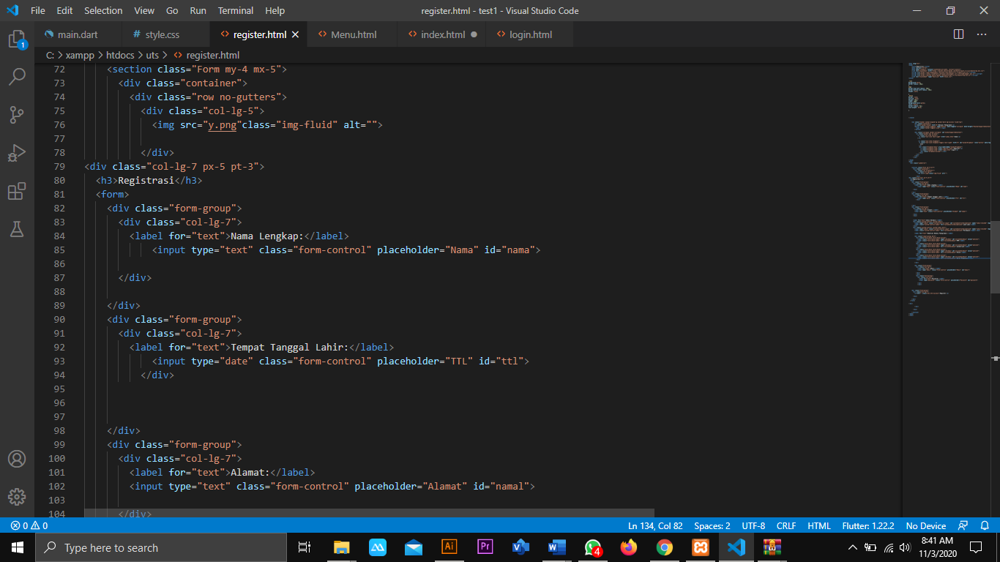 File Edit Selection View Go Run Terminal Help register.html - test1 - Visual Studio Code
main.dart # style.css <> register.html <> Menu.html <> index.html <> login.html
C: > xampp > htdocs > uts > <> register.html
1
72 <section class="Form my-4 mx-5">
73 <div class="container">
74 <div class="row no-gutters">
75 <div class="col-lg-5">
76 <img src="y.png"class="img-fluid" alt="">
77
78 </div>
79 <div class="col-lg-7 px-5 pt-3">
80 <h3>Registrasi</h3>
81 <form>
82 <div class="form-group">
83 <div class="col-lg-7">
84 <label for="text">Nama Lengkap:</label>
85 <input type="text" class="form-control" placeholder="Nama" id="nama">
86
87 </div>
88
89 </div>
90 <div class="form-group">
91 <div class="col-lg-7">
92 <label for="text">Tempat Tanggal Lahir:</label>
93 <input type="date" class="form-control" placeholder="TTL" id="ttl">
94 </div>
95
96
97
98 </div>
99 <div class="form-group">
100 <div class="col-lg-7">
101 <label for="text">Alamat:</label>
102 <input type="text" class="form-control" placeholder="Alamat" id="namal">
103
104 </div>
0 0 Ln 134, Col 82 Spaces: 2 UTF-8 CRLF HTML Flutter: 1.22.2 No Device
Type here to search Ai Pr 4 8:41 AM
11/3/2020